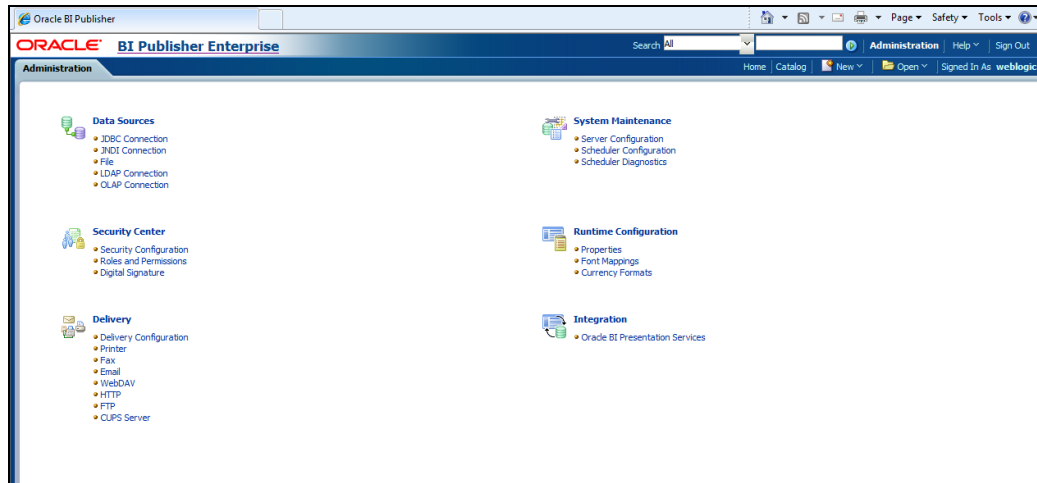 Oracle BI Publisher
Page Safety Tools
ORACLE BI Publisher Enterprise
Search All Administration Help Sign Out
Administration
Home Catalog New Open Signed In As weblogic
Data Sources
JDBC Connection
JNDI Connection
File
LDAP Connection
OLAP Connection
System Maintenance
Server Configuration
Scheduler Configuration
Scheduler Diagnostics
Security Center
Security Configuration
Roles and Permissions
Digital Signature
Runtime Configuration
Properties
Font Mappings
Currency Formats
Delivery
Delivery Configuration
Printer
Fax
Email
WebDAV
HTTP
FTP
CUPS Server
Integration
Oracle BI Presentation Services